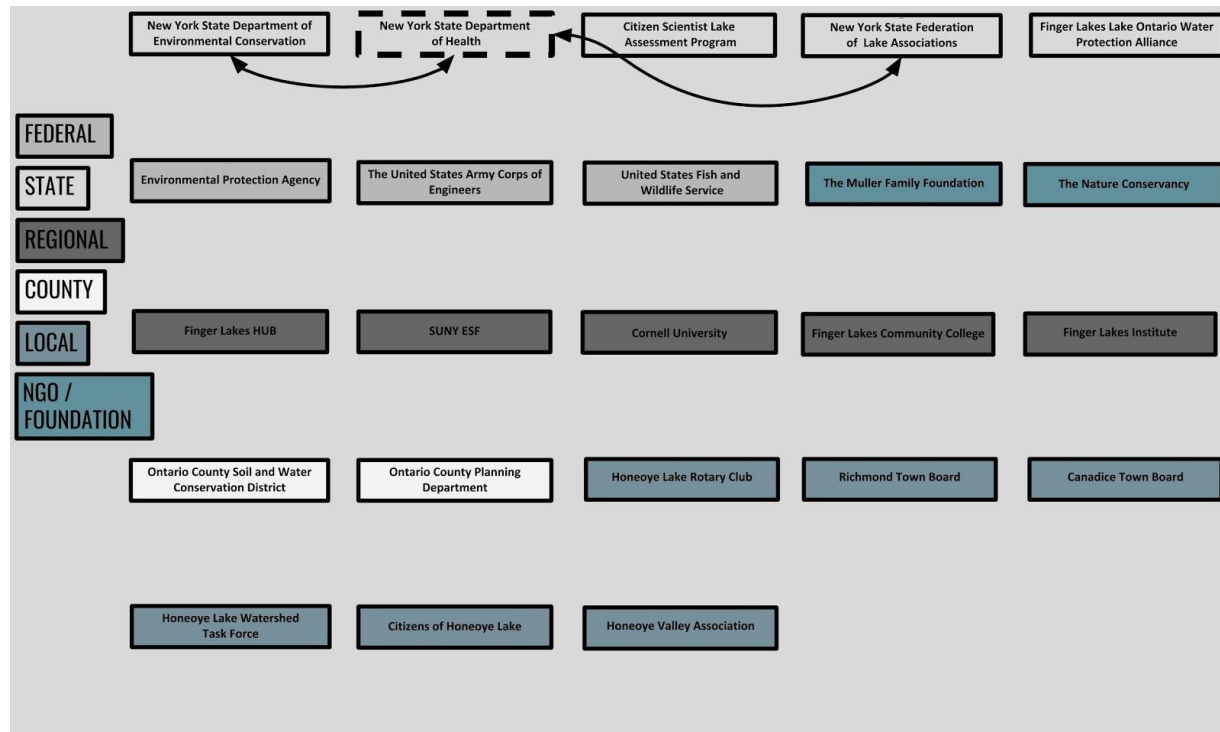 New York State Department of
Environmental Conservation
New York State Department
of Health
Citizen Scientist Lake
Assessment Program
New York State Federation
of Lake Associations
Finger Lakes Lake Ontario Water
Protection Alliance
FEDERAL
STATE
REGIONAL
COUNTY
LOCAL
NGO /
FOUNDATION
Environmental Protection Agency
The United States Army Corps of
Engineers
United States Fish and
Wildlife Service
The Muller Family Foundation
The Nature Conservancy
Finger Lakes HUB
SUNY ESF
Cornell University
Finger Lakes Community College
Finger Lakes Institute
Ontario County Soil and Water
Conservation District
Ontario County Planning
Department
Honeoye Lake Rotary Club
Richmond Town Board
Canadice Town Board
Honeoye Lake Watershed
Task Force
Citizens of Honeoye Lake
Honeoye Valley Association